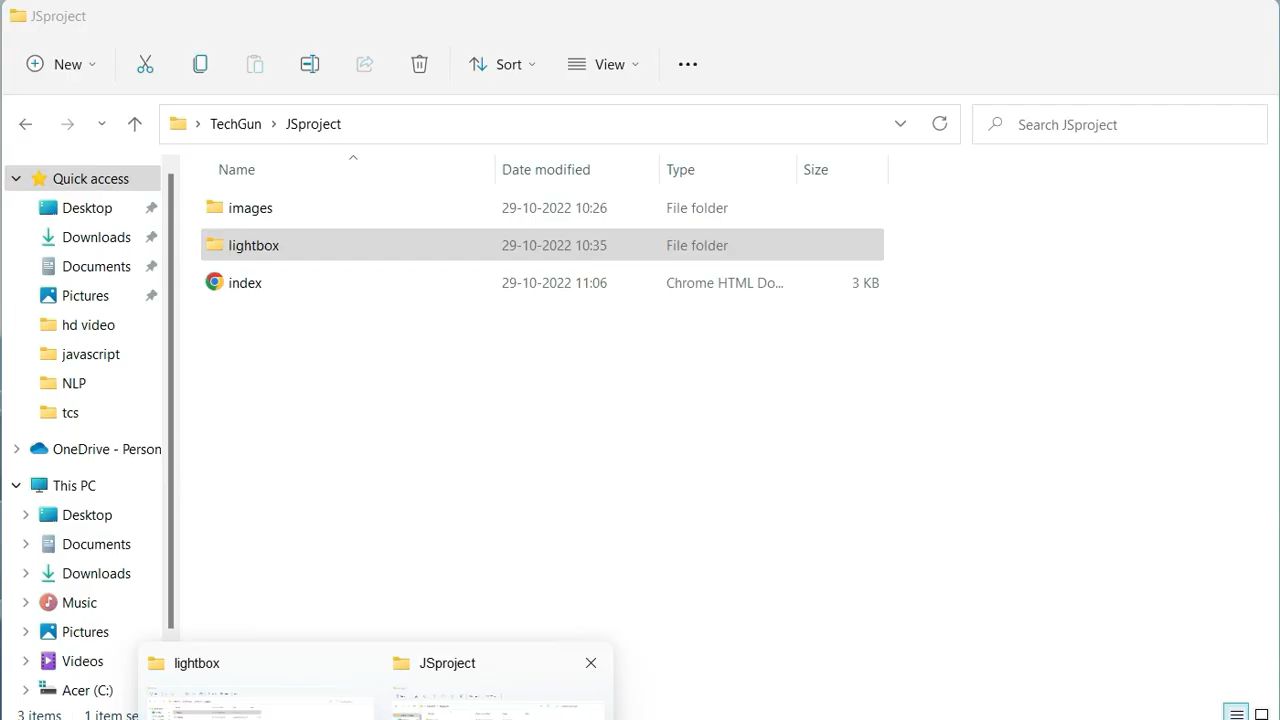 JSproject
New
Sort
View
TechGun > JSproject
Search JSproject
Name Date modified Type Size
Quick access
images 29-10-2022 10:26 File folder
Desktop
Downloads
lightbox 29-10-2022 10:35 File folder
Documents
index 29-10-2022 11:06 Chrome HTML Do... 3 KB
Pictures
hd video
javascript
NLP
tcs
OneDrive - Person
This PC
Desktop
Documents
Downloads
Music
Pictures
Videos
lightbox
JSproject
Acer (C:)
3 items 1 item se